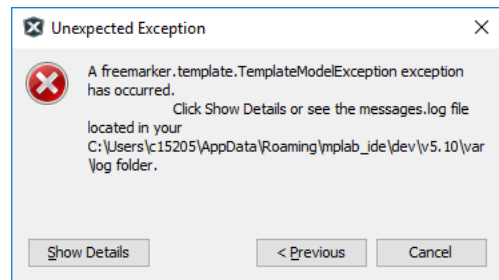 Unexpected Exception
A freemarker.template.TemplateModelException exception
has occurred.
Click Show Details or see the messages.log file
located in your
C:\Users\c15205\AppData\Roaming\mplab_ide\dev\v5.10\var
\log folder.
Show Details
< Previous
Cancel